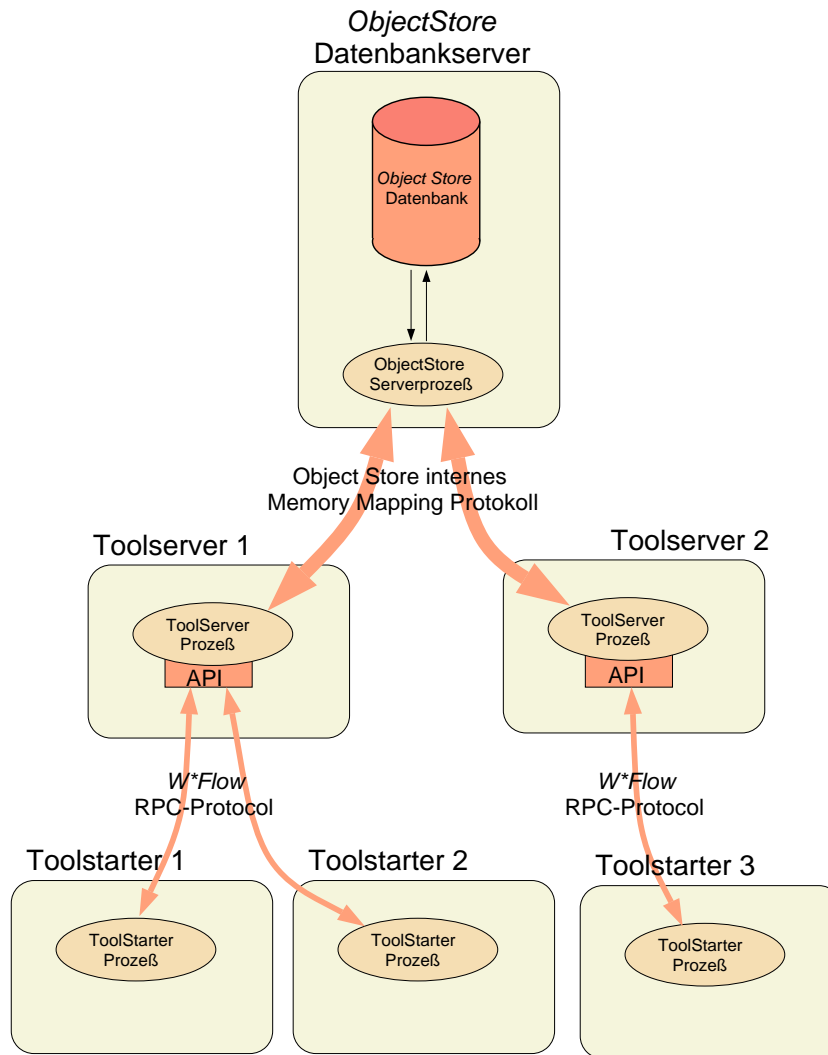 ObjectStore
Datenbankserver
Object Store
Datenbank
ObjectStore
Serverprozeß
Object Store internes
Memory Mapping Protokoll
Toolserver 1
Toolserver 2
ToolServer
Prozeß
API
ToolServer
Prozeß
API
W*Flow
RPC-Protocol
W*Flow
RPC-Protocol
Toolstarter 1
Toolstarter 2
Toolstarter 3
ToolStarter
Prozeß
ToolStarter
Prozeß
ToolStarter
Prozeß